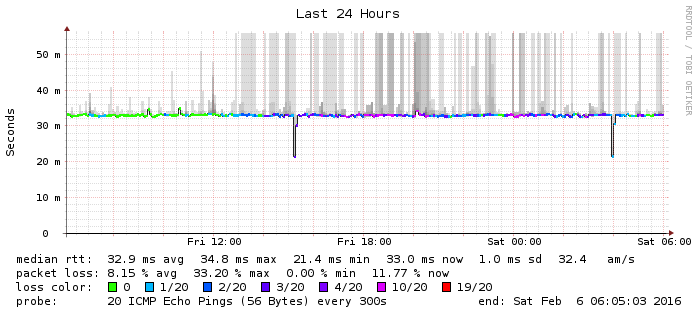 Last 24 Hours
RRDTOOL / TOBI OETIKER
Seconds
50 m
40 m
30 m
20 m
10 m
0
Fri 12:00 Fri 18:00 Sat 00:00 Sat 06:00
median rtt: 32.9 ms avg 34.8 ms max 21.4 ms min 33.0 ms now 1.0 ms sd 32.4 am/s
packet loss: 8.15 % avg 33.20 % max 0.00 % min 11.77 % now
loss color: 0 1/20 2/20 3/20 4/20 10/20 19/20
probe: 20 ICMP Echo Pings (56 Bytes) every 300s end: Sat Feb 6 06:05:03 2016